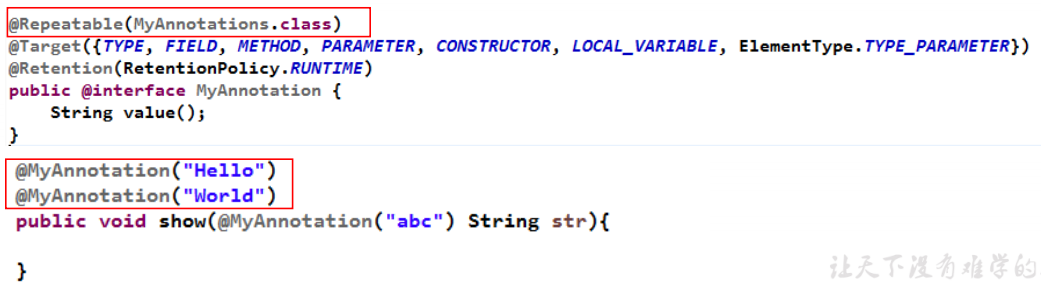 @Repeatable(MyAnnotations.class)
@Target({TYPE, FIELD, METHOD, PARAMETER, CONSTRUCTOR, LOCAL_VARIABLE, ElementType.TYPE_PARAMETER})
@Retention(RetentionPolicy.RUNTIME)
public @interface MyAnnotation {
    String value();
}
@MyAnnotation("Hello")
@MyAnnotation("World")
public void show(@MyAnnotation("abc") String str){
}
让天下没有难学的